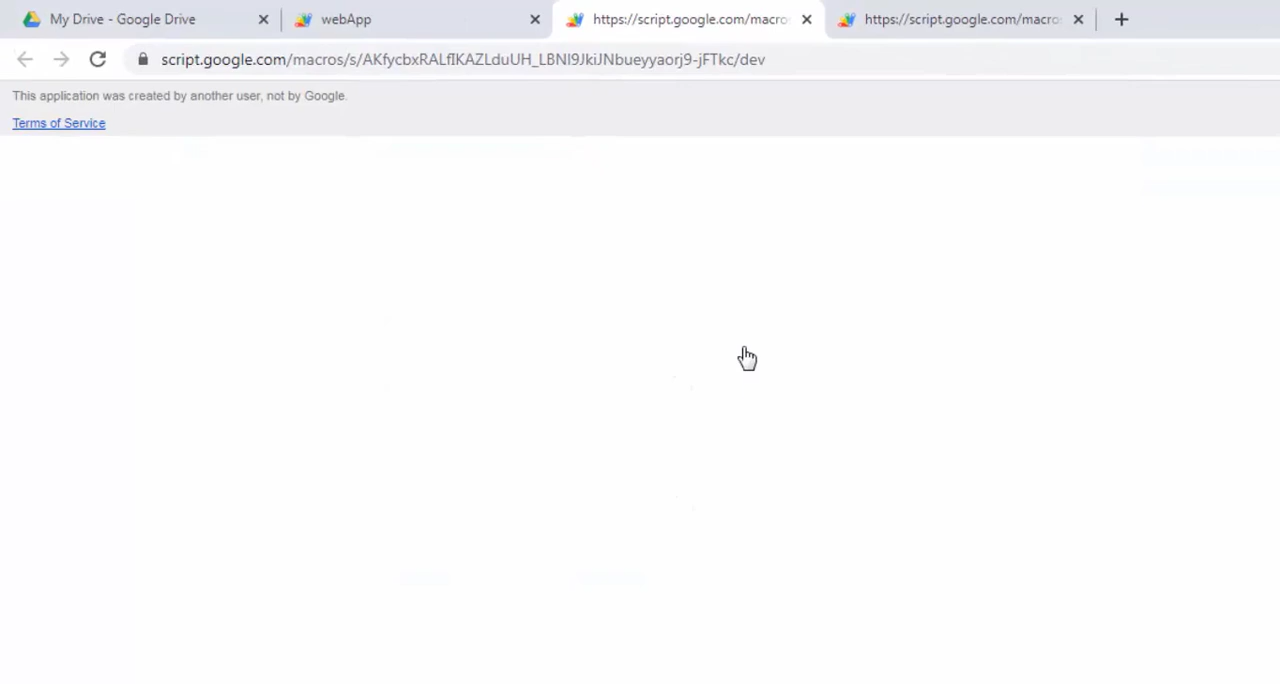 My Drive - Google Drive
webApp
https://script.google.com/macro
https://script.google.com/macro
script.google.com/macros/s/AKfycbxRALfIKAZLduUH_LBNI9JkiJNbueyyaorj9-jFTkc/dev
This application was created by another user, not by Google.
Terms of Service